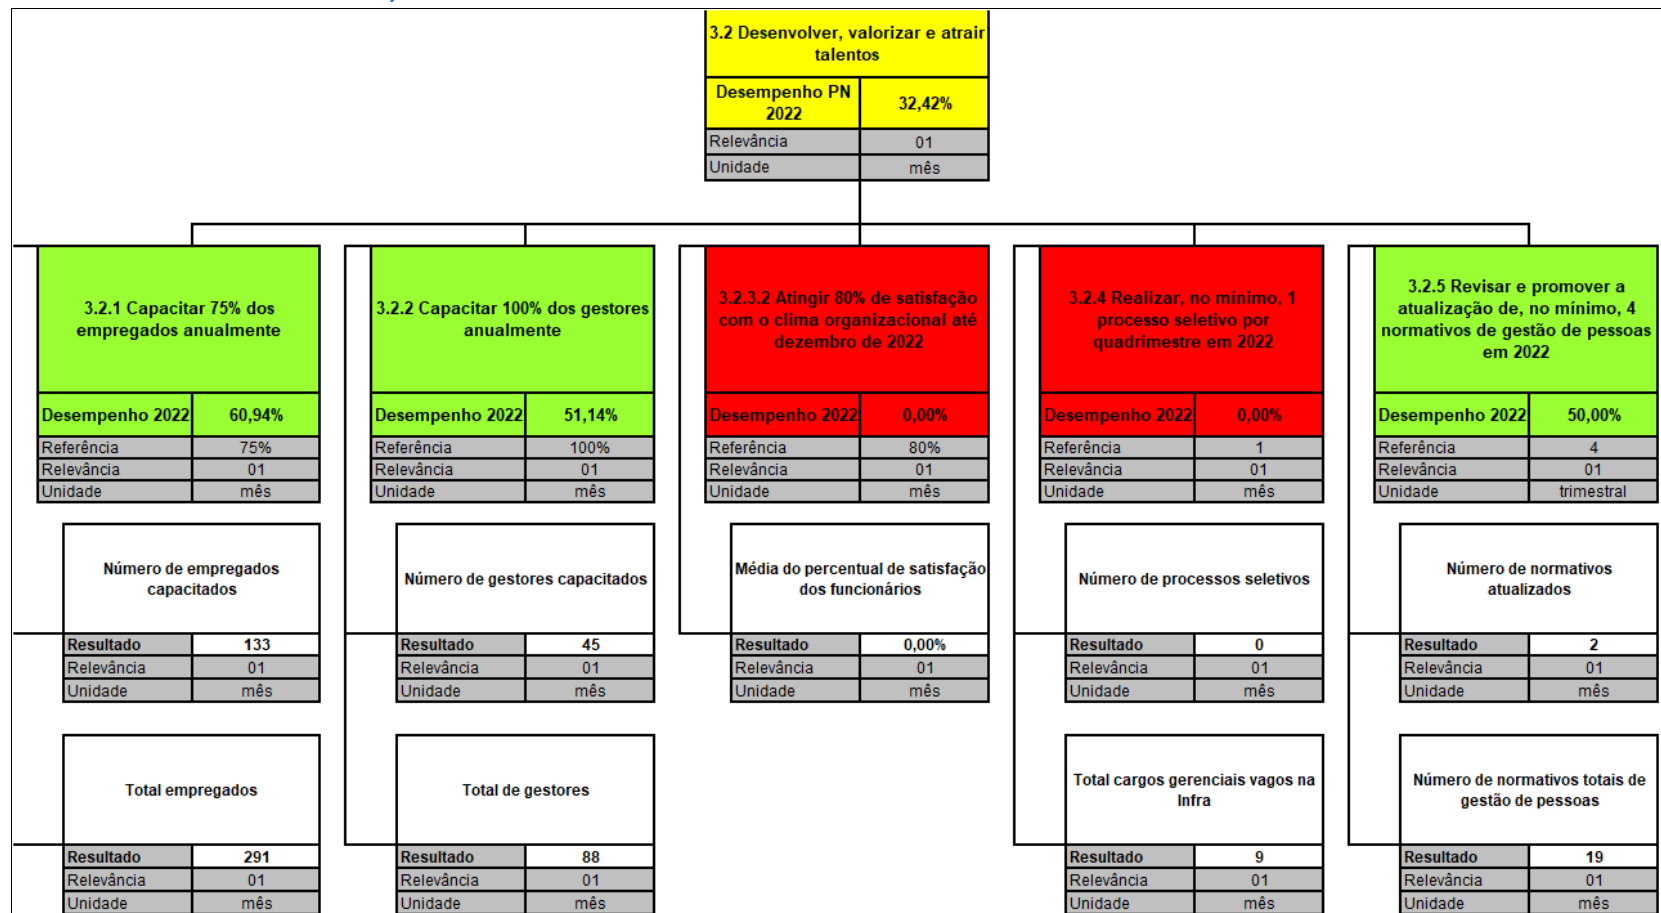 3.2 Desenvolver, valorizar e atrair
talentos
Desempenho PN
2022
32,42%
Relevância 01
Unidade mês
3.2.1 Capacitar 75% dos
empregados anualmente
Desempenho 2022 60,94%
Referência 75%
Relevância 01
Unidade mês
Número de empregados
capacitados
Resultado 133
Relevância 01
Unidade mês
Total empregados
Resultado 291
Relevância 01
Unidade mês
3.2.2 Capacitar 100% dos gestores
anualmente
Desempenho 2022 51,14%
Referência 100%
Relevância 01
Unidade mês
Número de gestores capacitados
Resultado 45
Relevância 01
Unidade mês
Total de gestores
Resultado 88
Relevância 01
Unidade mês
3.2.3.2 Atingir 80% de satisfação
com o clima organizacional até
dezembro de 2022
Desempenho 2022 0,00%
Referência 80%
Relevância 01
Unidade mês
Média do percentual de satisfação
dos funcionários
Resultado 0,00%
Relevância 01
Unidade mês
3.2.4 Realizar, no mínimo, 1
processo seletivo por
quadrimestre em 2022
Desempenho 2022 0,00%
Referência 1
Relevância 01
Unidade mês
Número de processos seletivos
Resultado 0
Relevância 01
Unidade mês
Total cargos gerenciais vagos na
Infra
Resultado 9
Relevância 01
Unidade mês
3.2.5 Revisar e promover a
atualização de, no mínimo, 4
normativos de gestão de pessoas
em 2022
Desempenho 2022 50,00%
Referência 4
Relevância 01
Unidade trimestral
Número de normativos
atualizados
Resultado 2
Relevância 01
Unidade mês
Número de normativos totais de
gestão de pessoas
Resultado 19
Relevância 01
Unidade mês